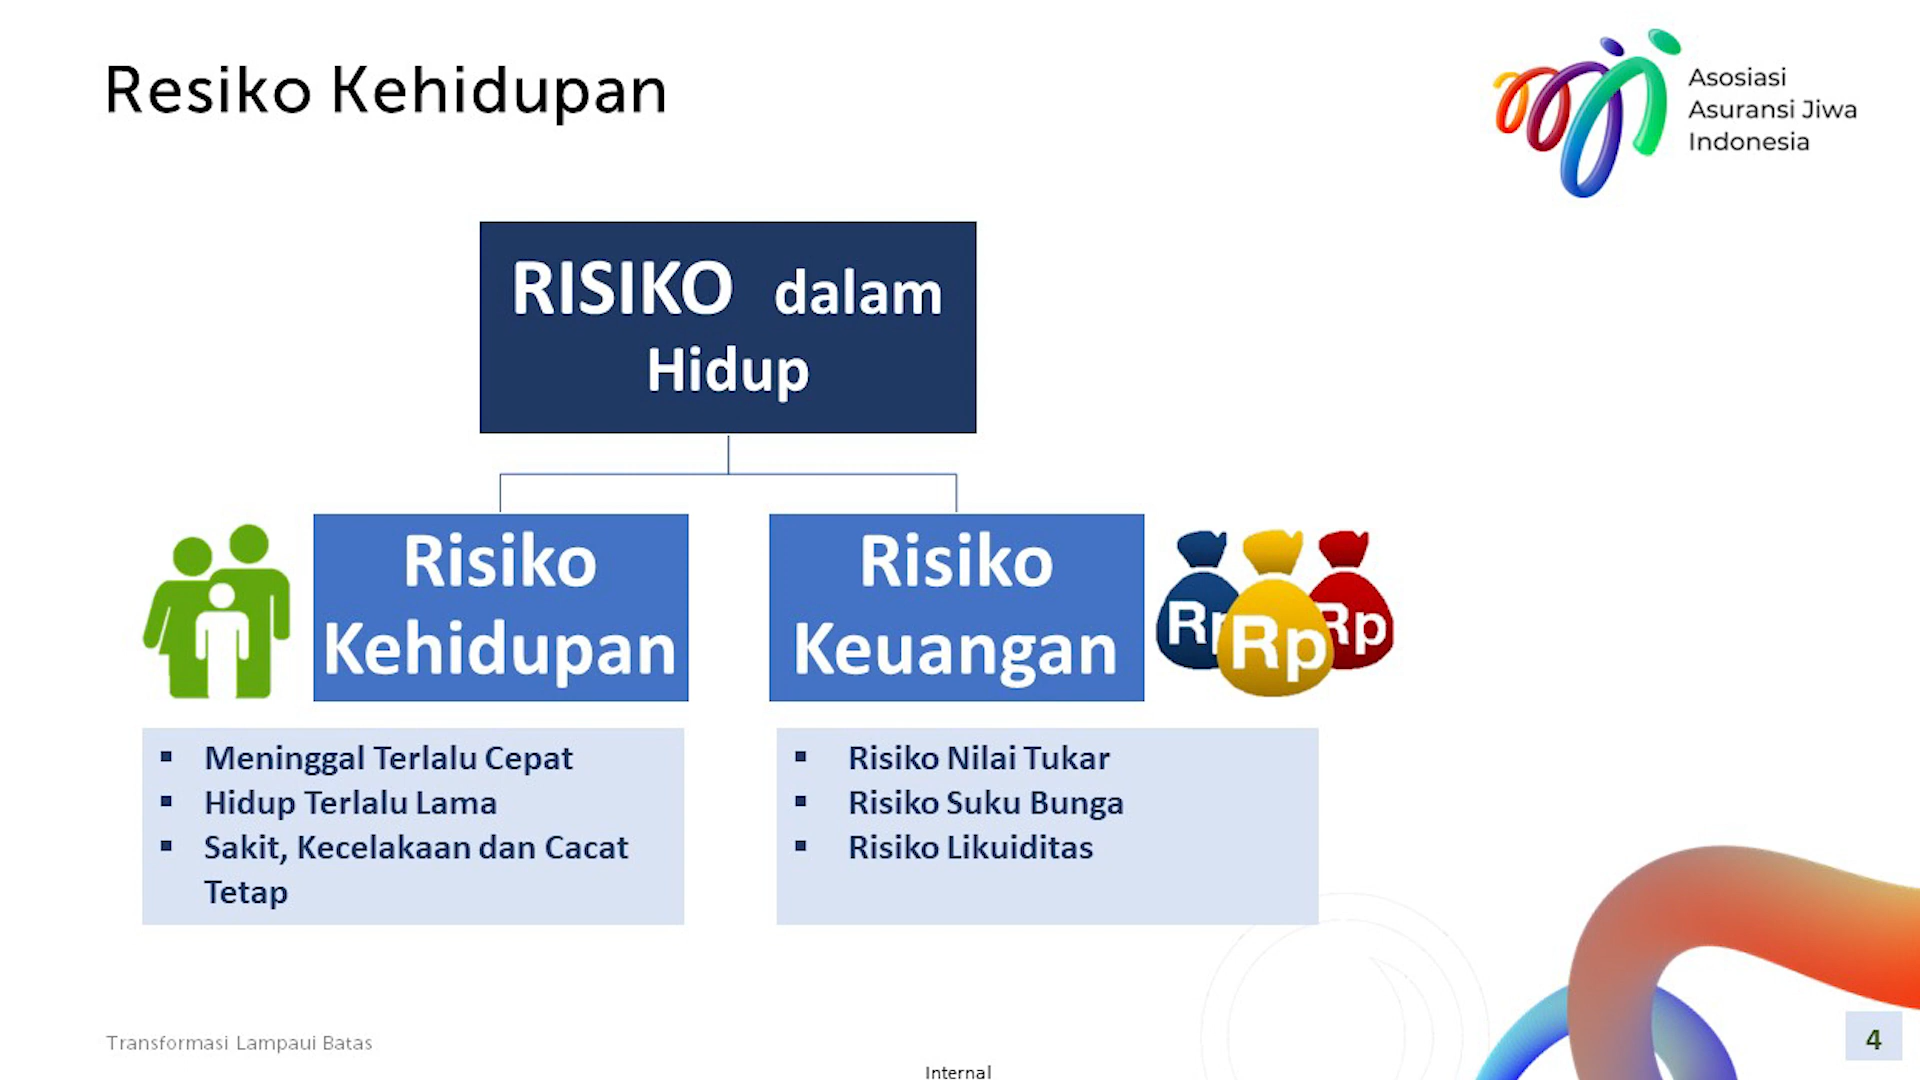 Resiko Kehidupan
Asosiasi
Asuransi Jiwa
Indonesia
RISIKO dalam
Hidup
Risiko
Kehidupan
Risiko
Keuangan
Rp
Rp
Rp
▪ Meninggal Terlalu Cepat
▪ Hidup Terlalu Lama
▪ Sakit, Kecelakaan dan Cacat
Tetap
▪ Risiko Nilai Tukar
▪ Risiko Suku Bunga
▪ Risiko Likuiditas
Transformasi Lampaui Batas
Internal
4